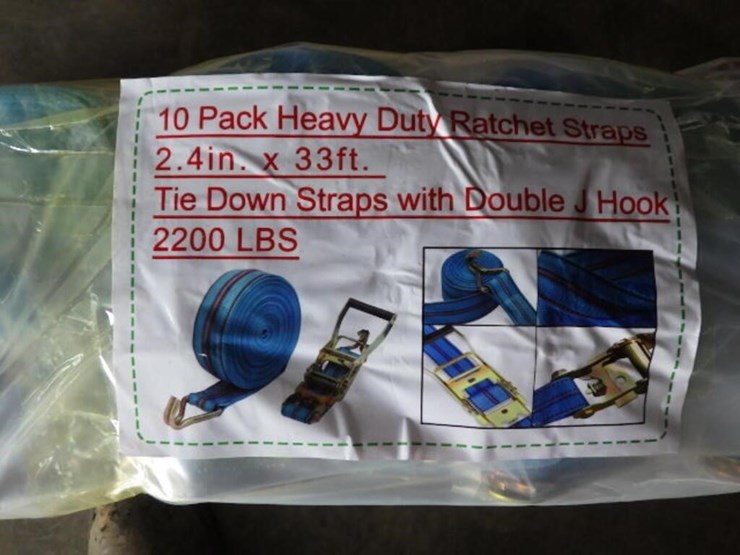 10 Pack Heavy Duty Ratchet Straps
2.4in. x 33ft.
Tie Down Straps with Double J Hook
2200 LBS